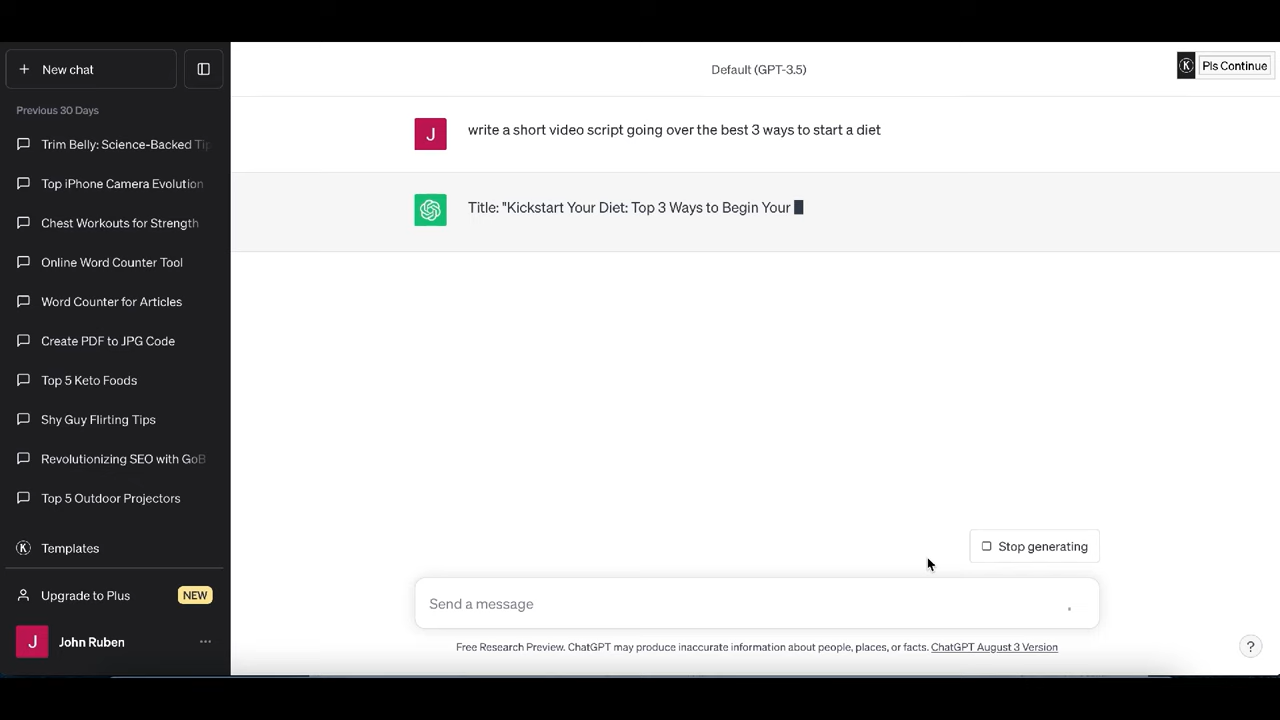 New chat
Previous 30 Days
Trim Belly: Science-Backed Tip
Top iPhone Camera Evolution
Chest Workouts for Strength
Online Word Counter Tool
Word Counter for Articles
Create PDF to JPG Code
Top 5 Keto Foods
Shy Guy Flirting Tips
Revolutionizing SEO with GoB
Top 5 Outdoor Projectors
K Templates
Upgrade to Plus NEW
J John Ruben
Default (GPT-3.5)
K Pls Continue
J write a short video script going over the best 3 ways to start a diet
Title: "Kickstart Your Diet: Top 3 Ways to Begin Your
Stop generating
Send a message
Free Research Preview. ChatGPT may produce inaccurate information about people, places, or facts. ChatGPT August 3 Version
?